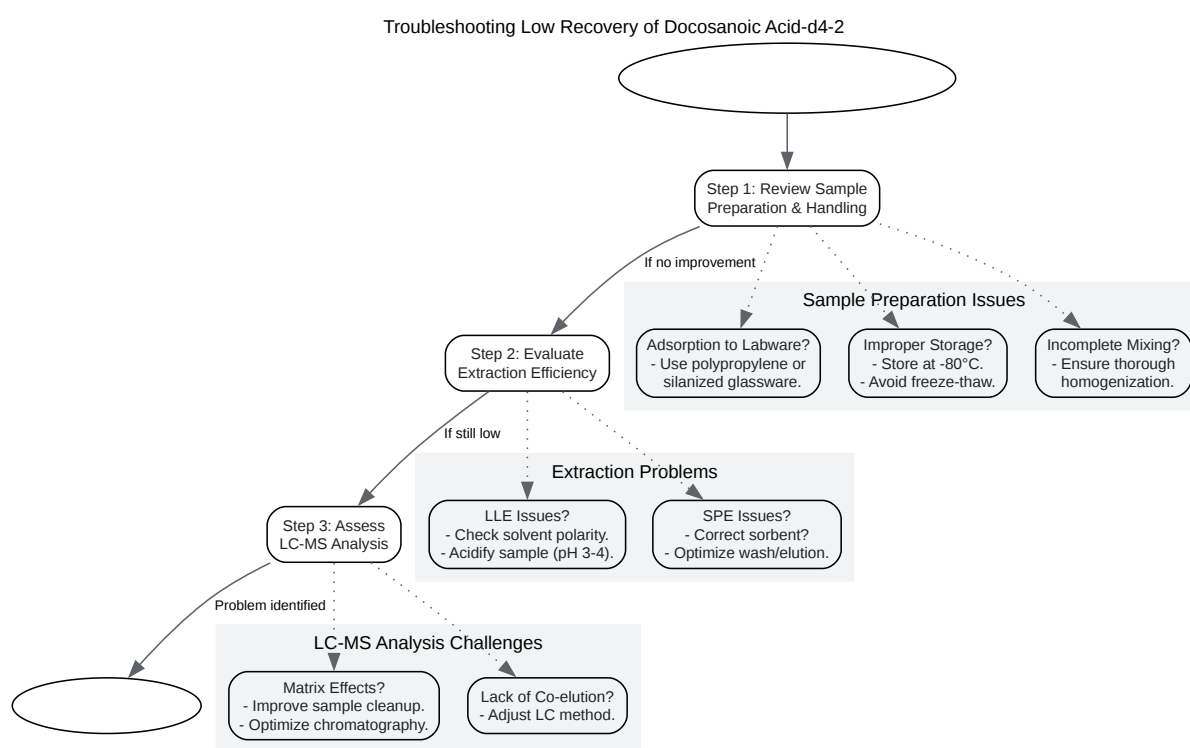 Troubleshooting Low Recovery of Docosanoic Acid-d4-2
Step 1: Review Sample
Preparation & Handling
If no improvement
Sample Preparation Issues
Adsorption to Labware?
- Use polypropylene or
silanized glassware.
Improper Storage?
- Store at -80°C.
- Avoid freeze-thaw.
Incomplete Mixing?
- Ensure thorough
homogenization.
Step 2: Evaluate
Extraction Efficiency
If still low
Extraction Problems
LLE Issues?
- Check solvent polarity.
- Acidify sample (pH 3-4).
SPE Issues?
- Correct sorbent?
- Optimize wash/elution.
Step 3: Assess
LC-MS Analysis
Problem identified
LC-MS Analysis Challenges
Matrix Effects?
- Improve sample cleanup.
- Optimize chromatography.
Lack of Co-elution?
- Adjust LC method.